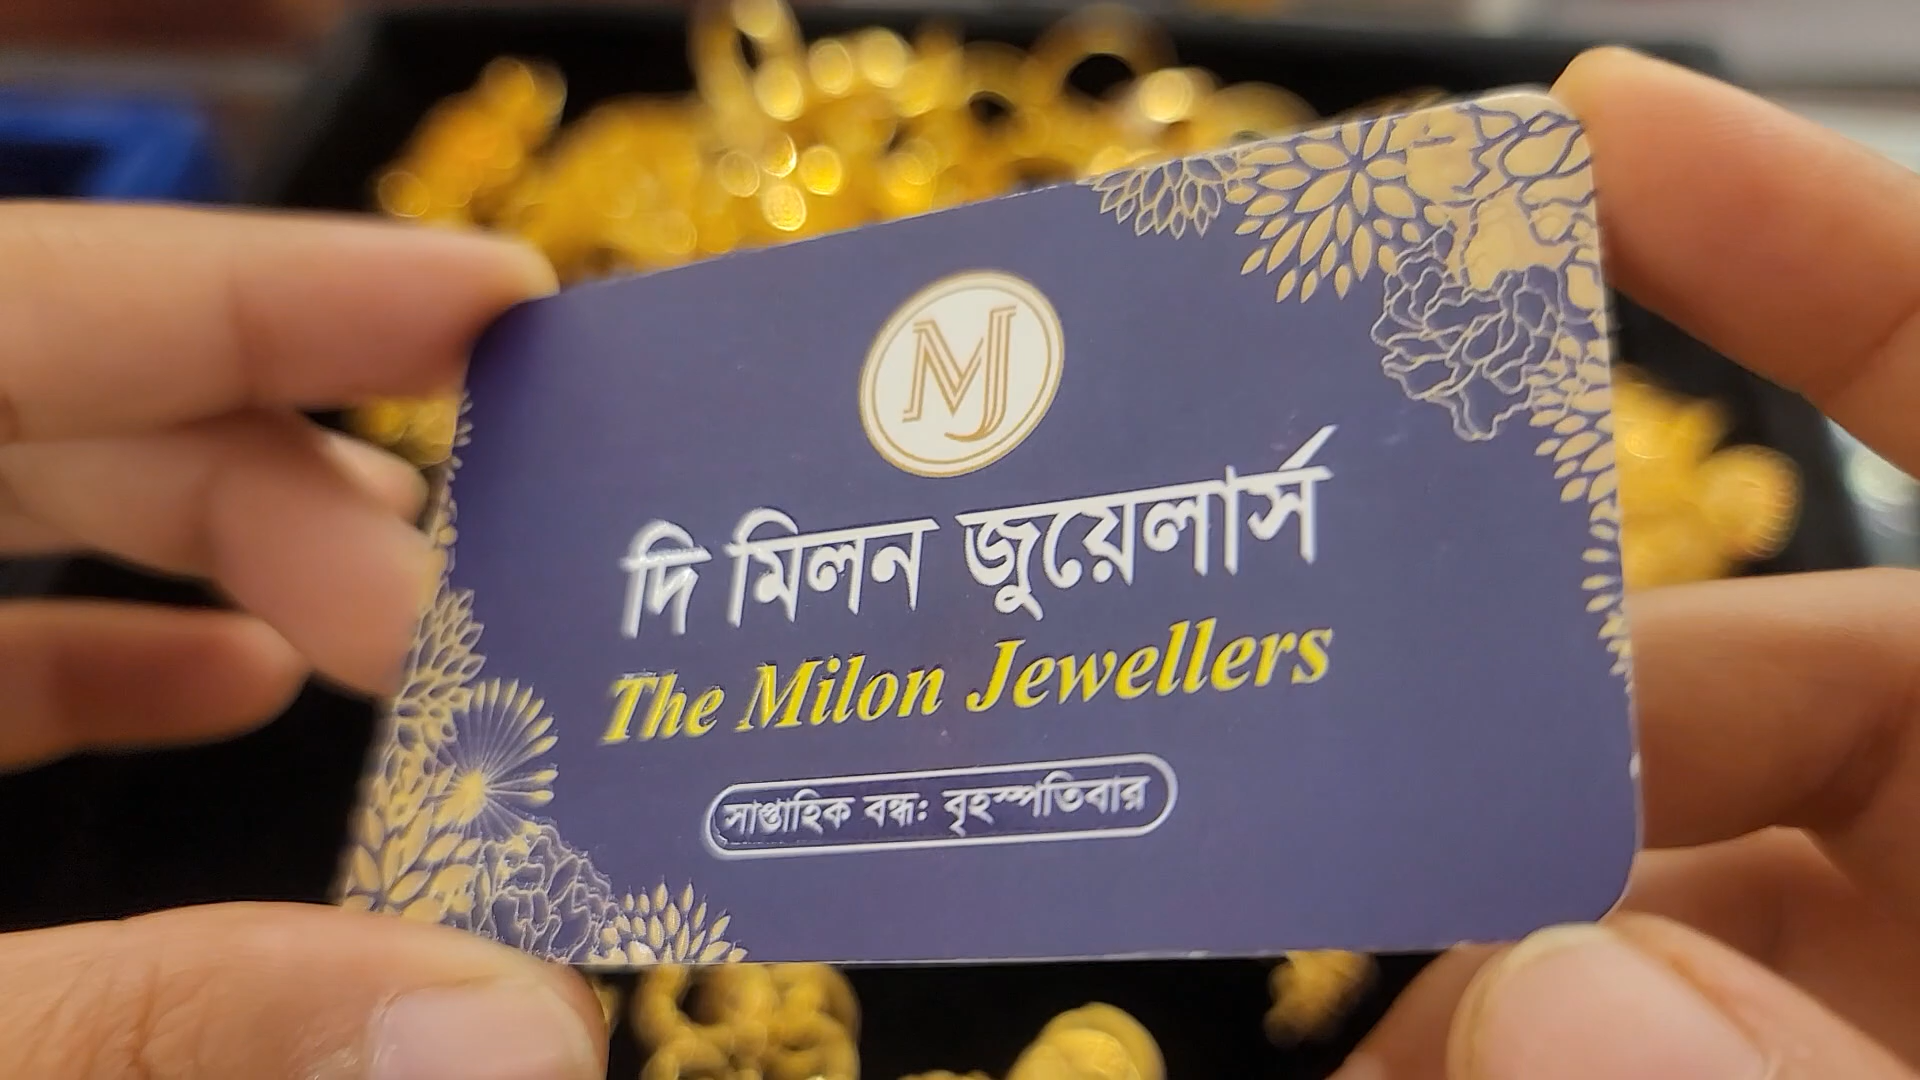 MJ
দি মিলন জুয়েলার্স
The Milon Jewellers
সাপ্তাহিক বন্ধ: বৃহস্পতিবার